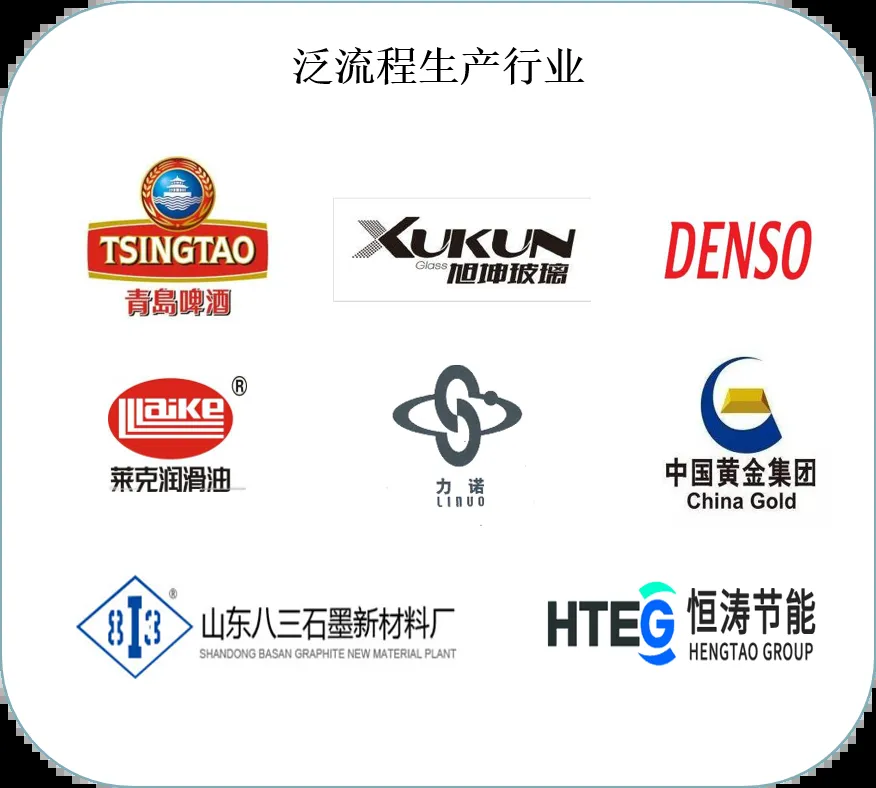 泛流程生产行业
TSINGTAO
青島啤酒
XUKUN
Glass 旭坤玻璃
DENSO
laike ®
莱克润滑油
力诺
LINUO
中国黄金集团
China Gold
813 ®
山东八三石墨新材料厂
SHANDONG BASAN GRAPHITE NEW MATERIAL PLANT
HTEG 恒涛节能
HENGTAO GROUP